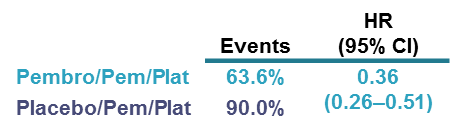 HR
Events (95% CI)
Pembro/Pem/Plat 63.6% 0.36
Placebo/Pem/Plat 90.0% (0.26–0.51)